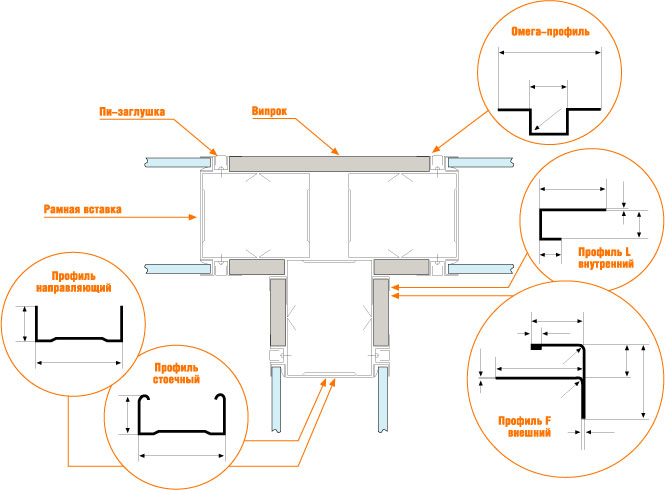 Омега-профиль
Пи-заглушка
Випрок
Рамная вставка
Профиль L
внутренний
Профиль
направляющий
Профиль
стоечный
Профиль F
внешний